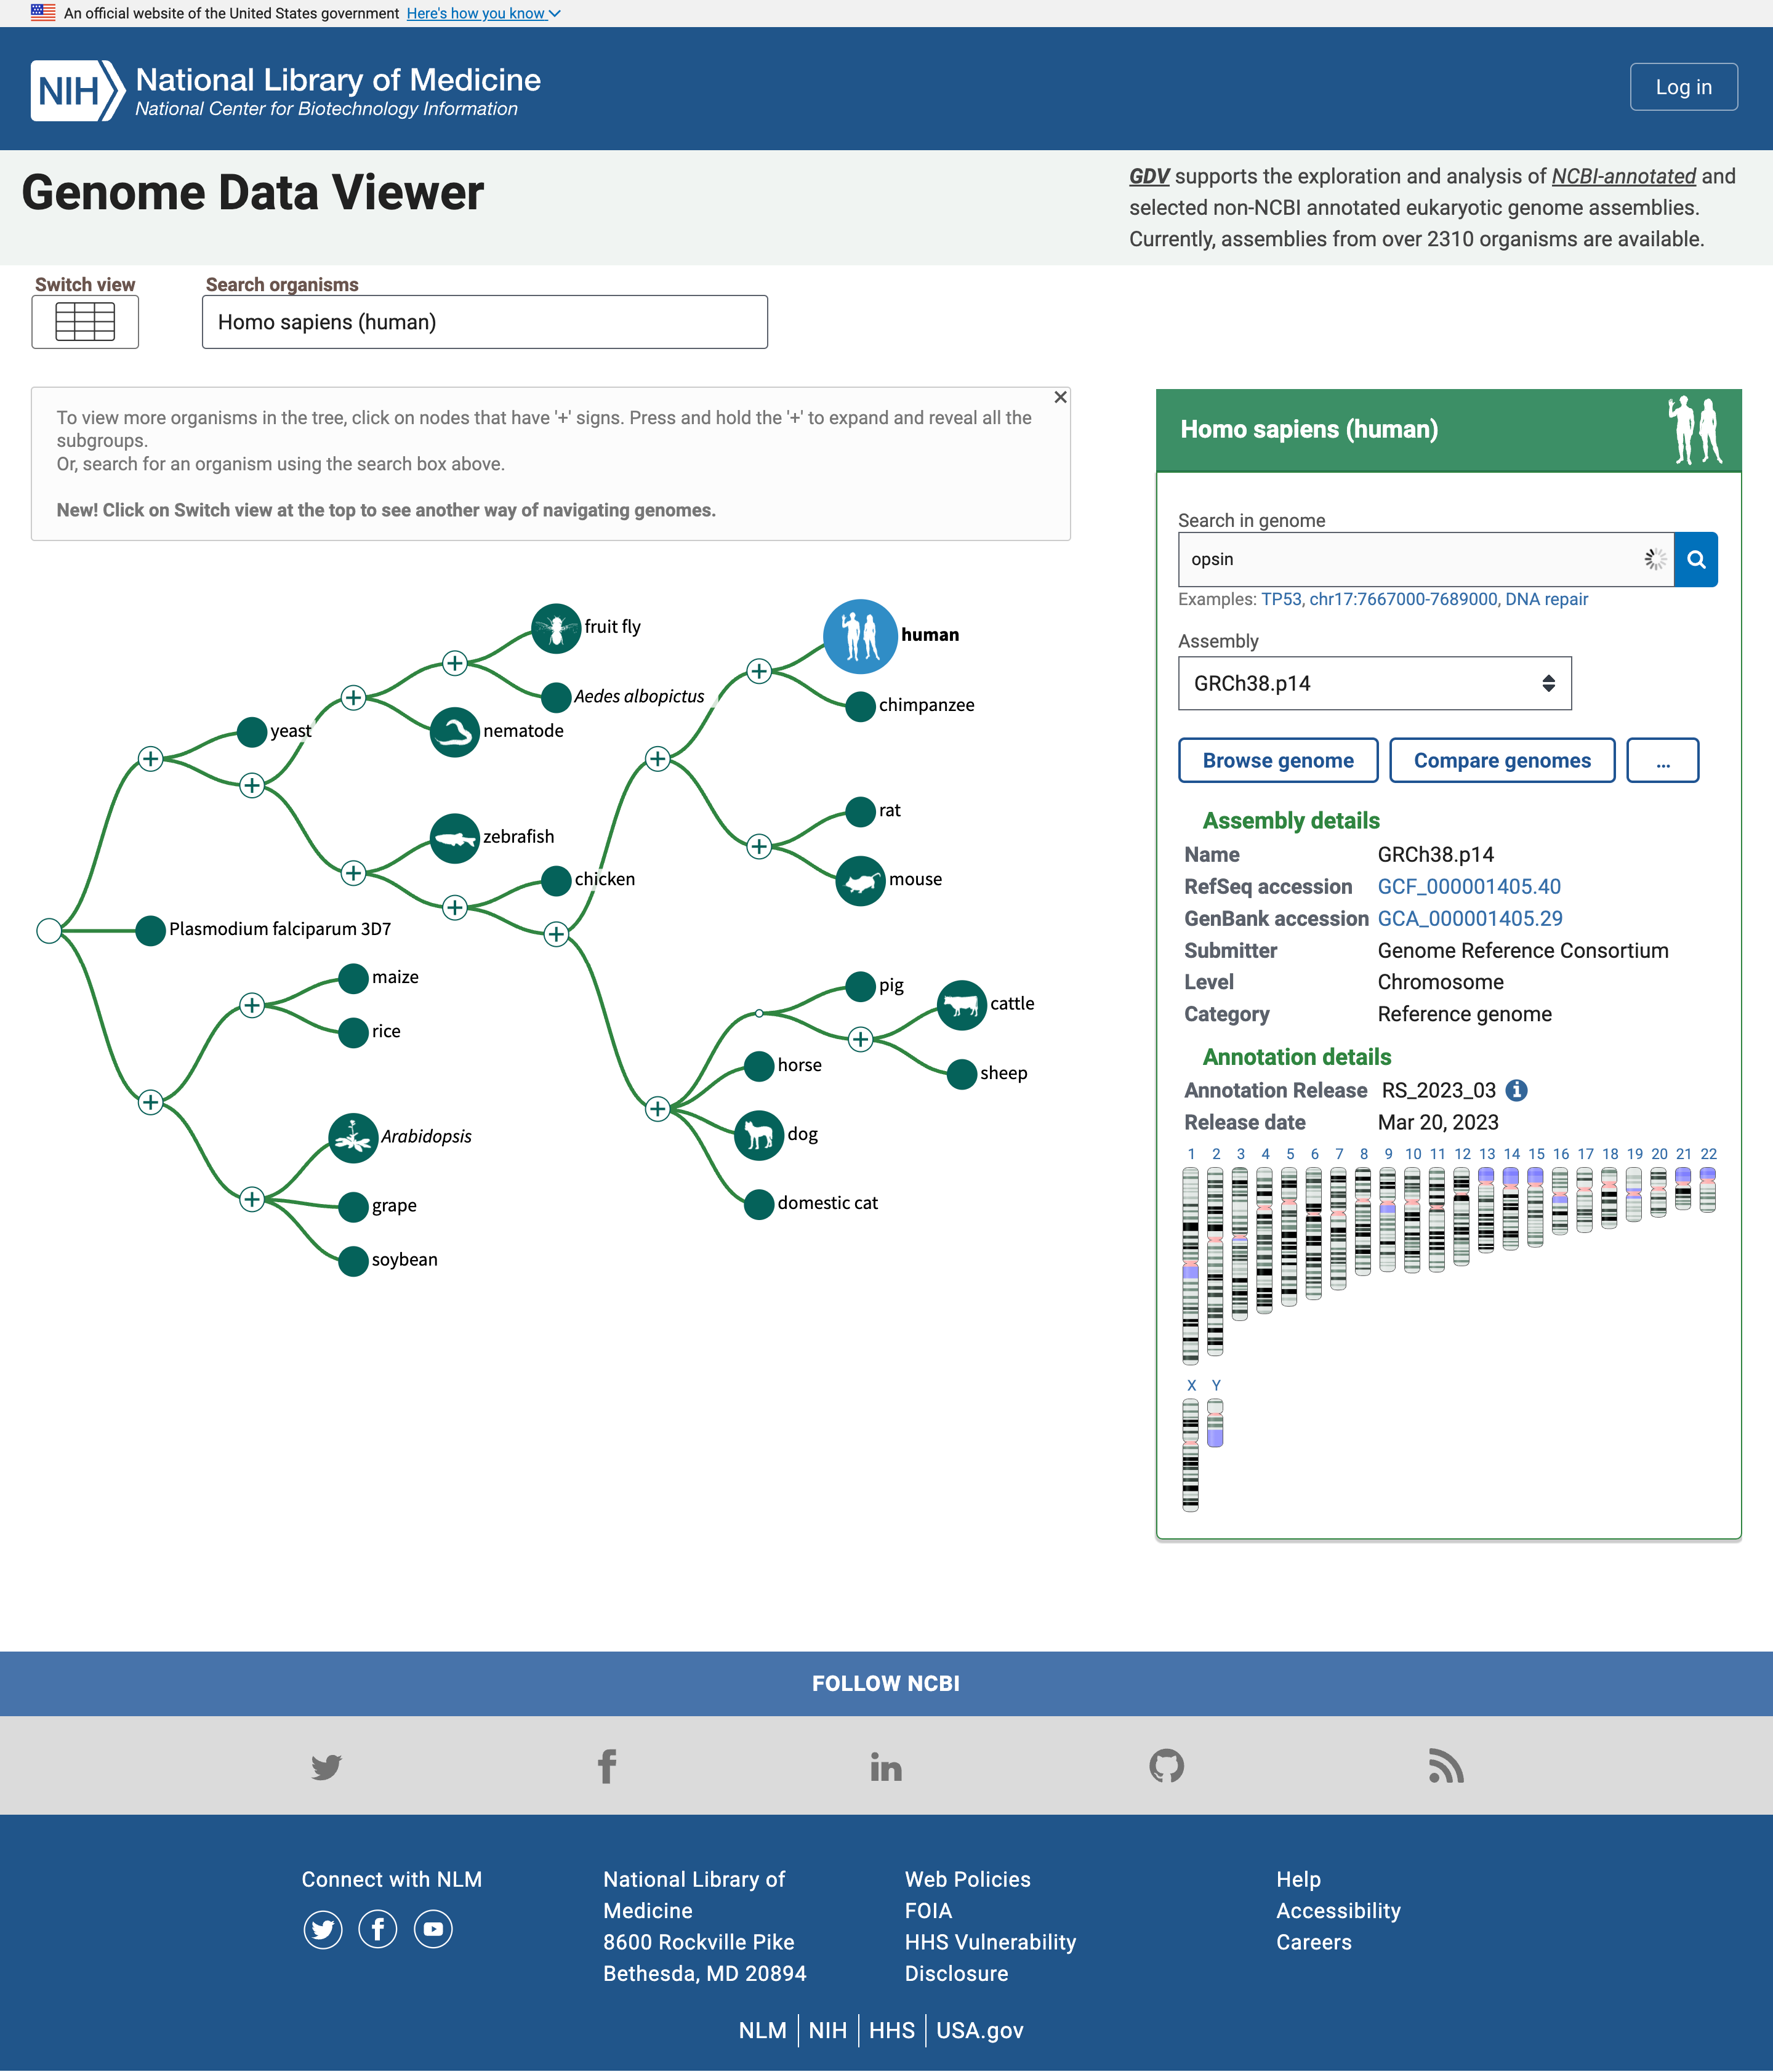 An official website of the United States government Here's how you know
NIH National Library of Medicine
National Center for Biotechnology Information
Log in
Genome Data Viewer
GDV supports the exploration and analysis of NCBI-annotated and
selected non-NCBI annotated eukaryotic genome assemblies.
Currently, assemblies from over 2310 organisms are available.
Switch view
Search organisms
Homo sapiens (human)
To view more organisms in the tree, click on nodes that have '+' signs. Press and hold the '+' to expand and reveal all the
subgroups.
Or, search for an organism using the search box above.
New! Click on Switch view at the top to see another way of navigating genomes.
fruit fly
human
Aedes albopictus
chimpanzee
yeast
nematode
rat
zebrafish
chicken
mouse
Plasmodium falciparum 3D7
maize
pig
cattle
rice
horse
sheep
Arabidopsis
dog
grape
domestic cat
soybean
Homo sapiens (human)
Search in genome
opsin
Examples: TP53, chr17:7667000-7689000, DNA repair
Assembly
GRCh38.p14
Browse genome
Compare genomes
...
Assembly details
Name GRCh38.p14
RefSeq accession GCF_000001405.40
GenBank accession GCA_000001405.29
Submitter Genome Reference Consortium
Level Chromosome
Category Reference genome
Annotation details
Annotation Release RS_2023_03
Release date Mar 20, 2023
1 2 3 4 5 6 7 8 9 10 11 12 13 14 15 16 17 18 19 20 21 22
X Y
FOLLOW NCBI
Connect with NLM
National Library of
Medicine
8600 Rockville Pike
Bethesda, MD 20894
Web Policies
FOIA
HHS Vulnerability
Disclosure
Help
Accessibility
Careers
NLM NIH HHS USA.gov